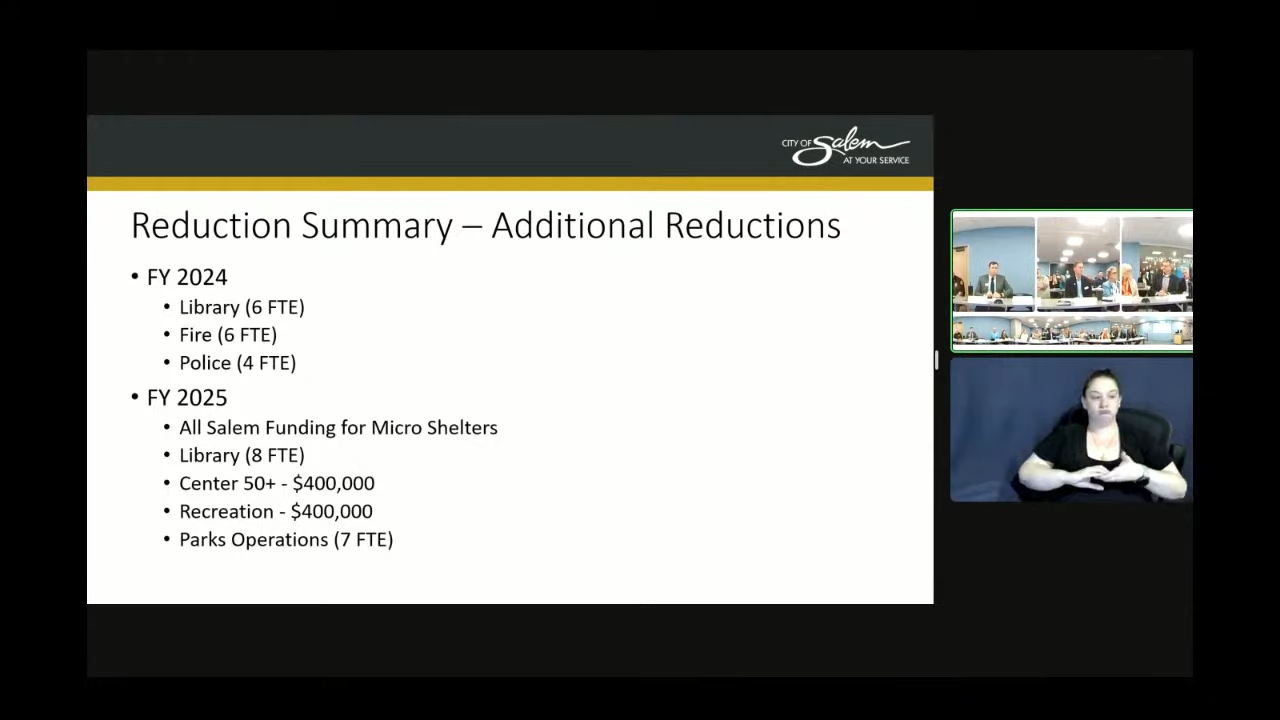 CITY OF Salem
AT YOUR SERVICE
Reduction Summary – Additional Reductions
• FY 2024
• Library (6 FTE)
• Fire (6 FTE)
• Police (4 FTE)
• FY 2025
• All Salem Funding for Micro Shelters
• Library (8 FTE)
• Center 50+ - $400,000
• Recreation - $400,000
• Parks Operations (7 FTE)